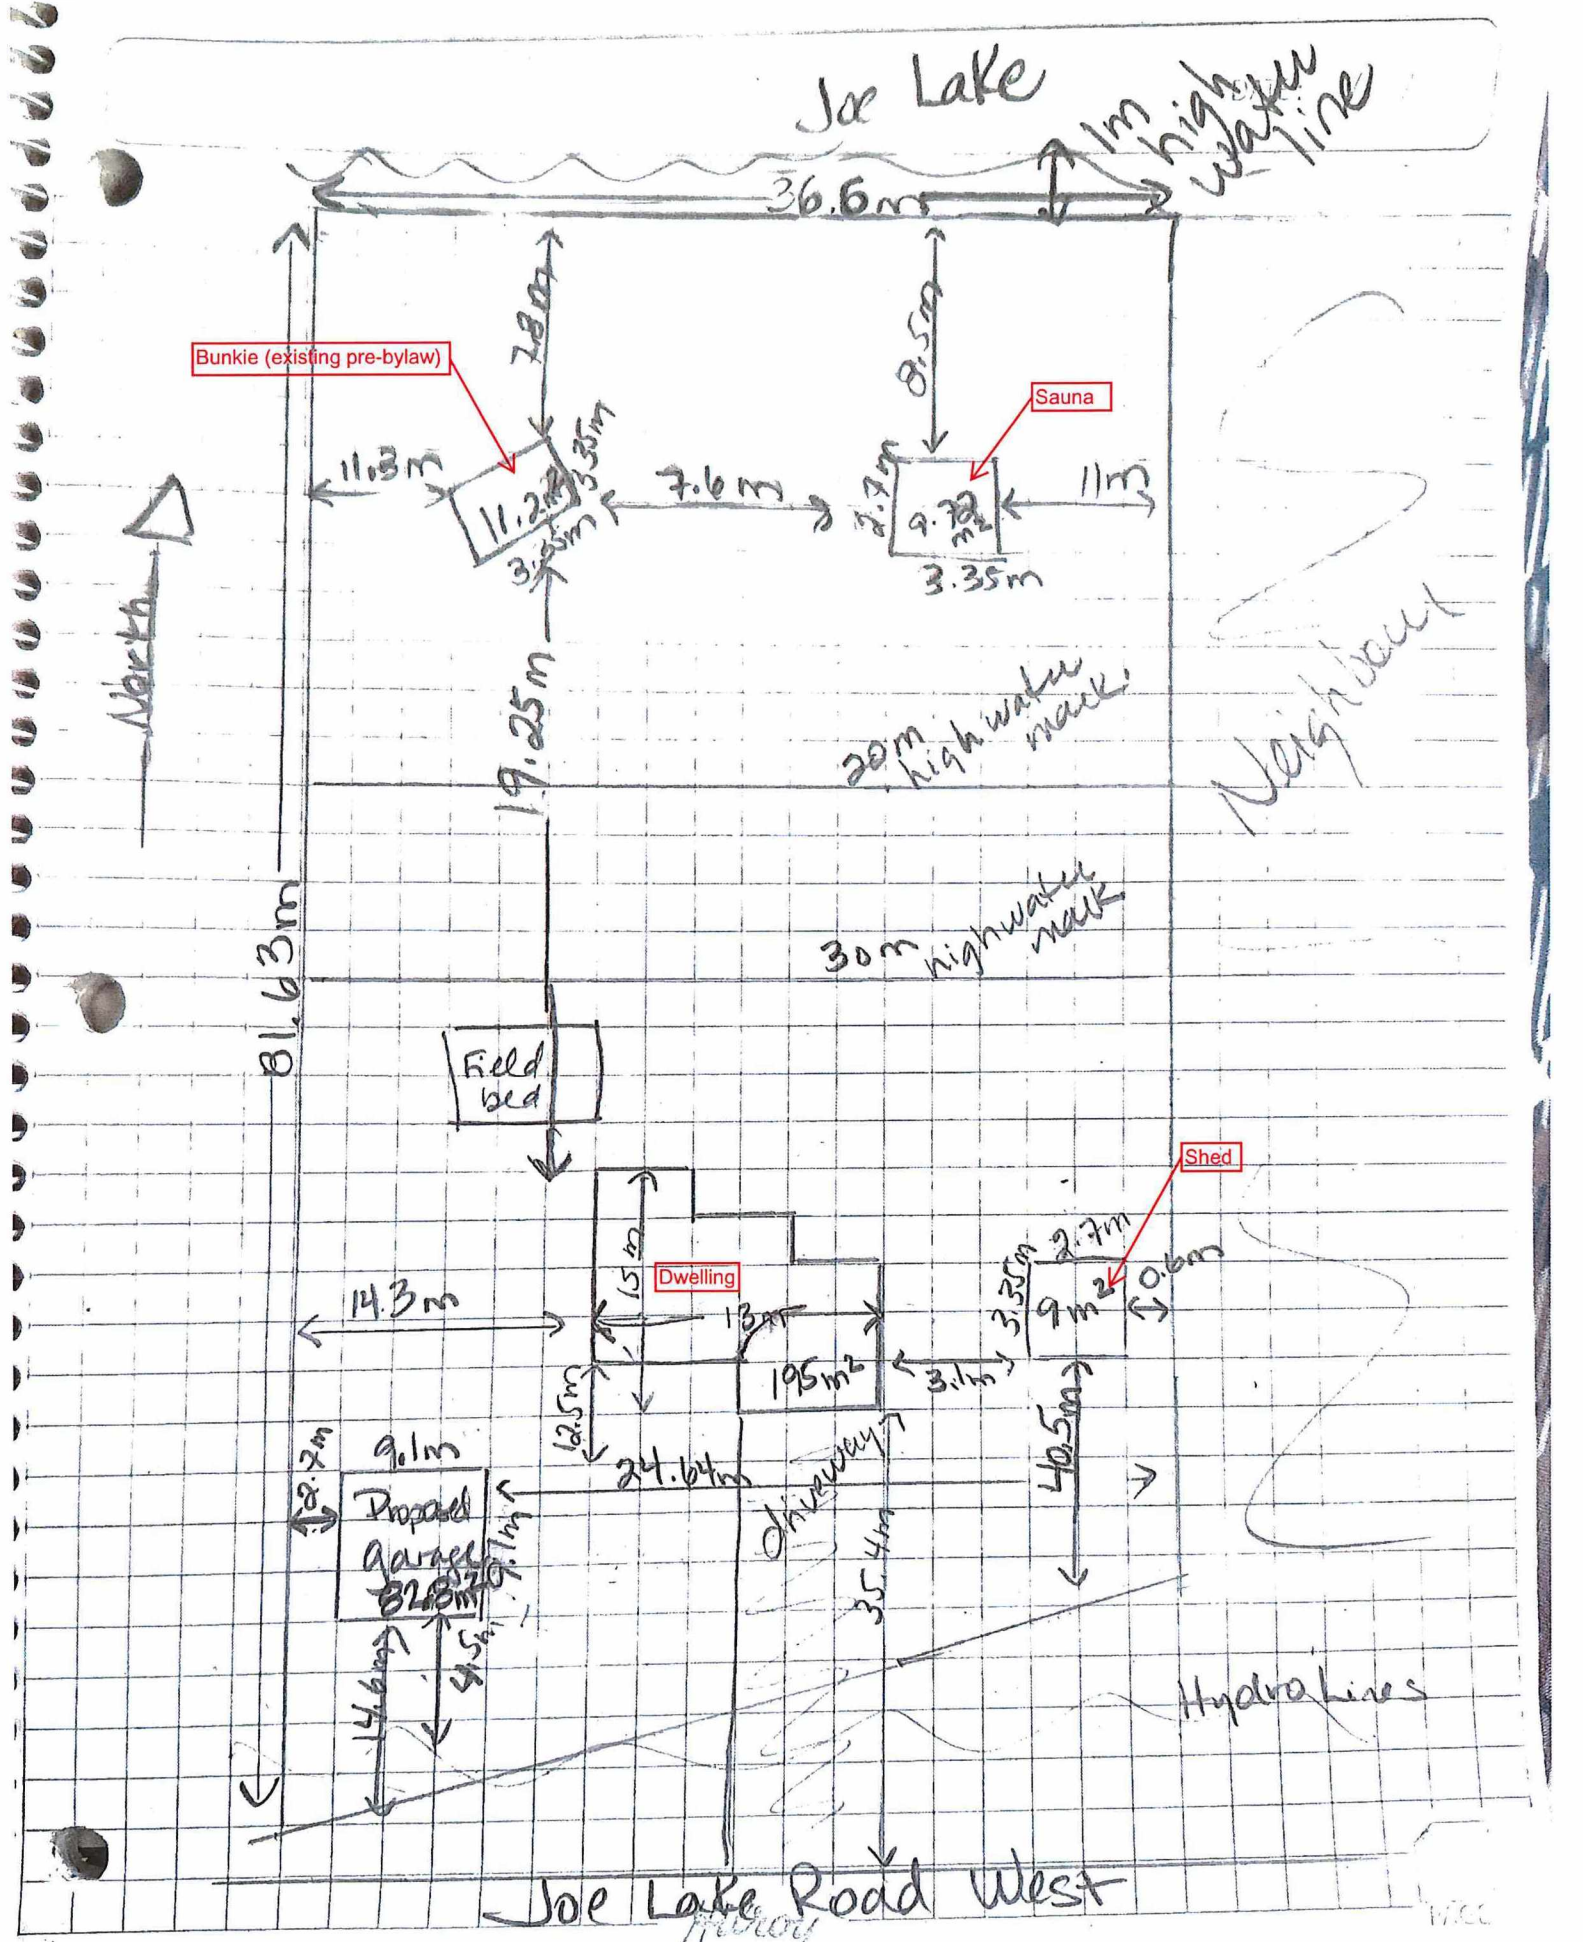 Joe Lake
1m
high
water
line
36.6m
7.8m
8.5m
Bunkie (existing pre-bylaw)
Sauna
11.3m
11.2m²
3.35m
3.35m
7.6m
2.7m
9.72
m²
11m
3.35m
North
19.25m
20m
high water
mark
Neighbour
30m
highwater
mark
81.63m
Field
bed
Shed
15m
Dwelling
13m
195m²
14.3m
2.7m
3.35m
9m²
0.6m
3.1m
12.5m
40.5m
9.1m
2.7m
24.64m
Proposed
garage
82.8m²
9.1m
driveway
35.4m
14.6m
4.5m
Hydro Lines
Joe Lake Road West